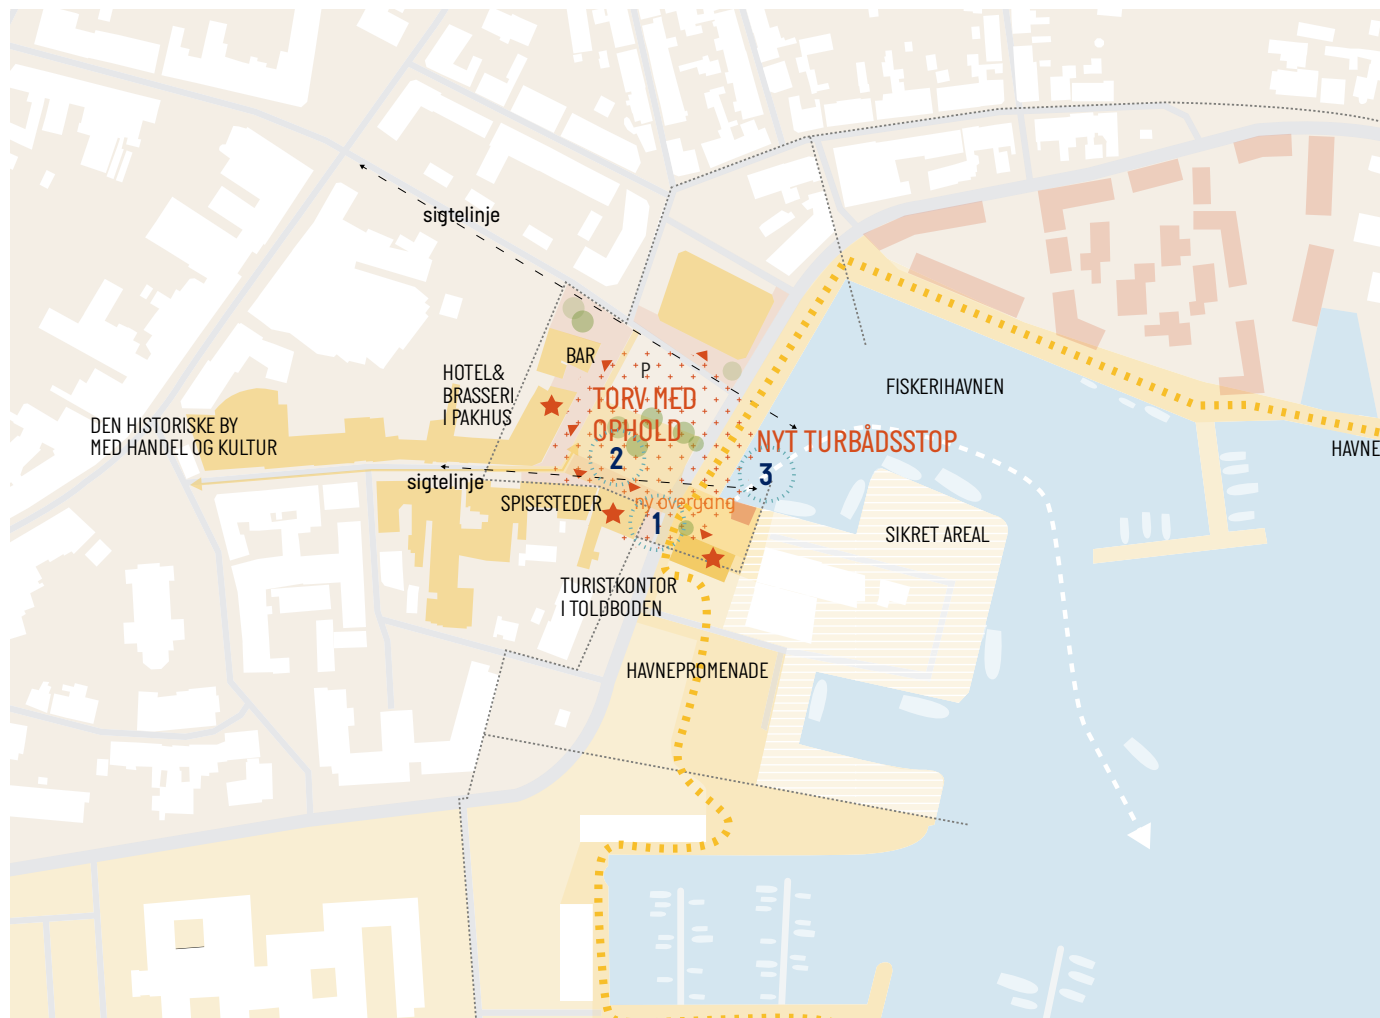 sigtelinje
BAR
P
HOTEL&
BRASSERI
I PAKHUS
TORV MED
OPHOLD
FISKERIHAVNEN
DEN HISTORISKE BY
MED HANDEL OG KULTUR
NYT TURBÅDSSTOP
HAVNE
2
3
sigtelinje
SPISESTEDER
ny overgang
1
SIKRET AREAL
TURISTKONTOR
I TOLDBODEN
HAVNEPROMENADE